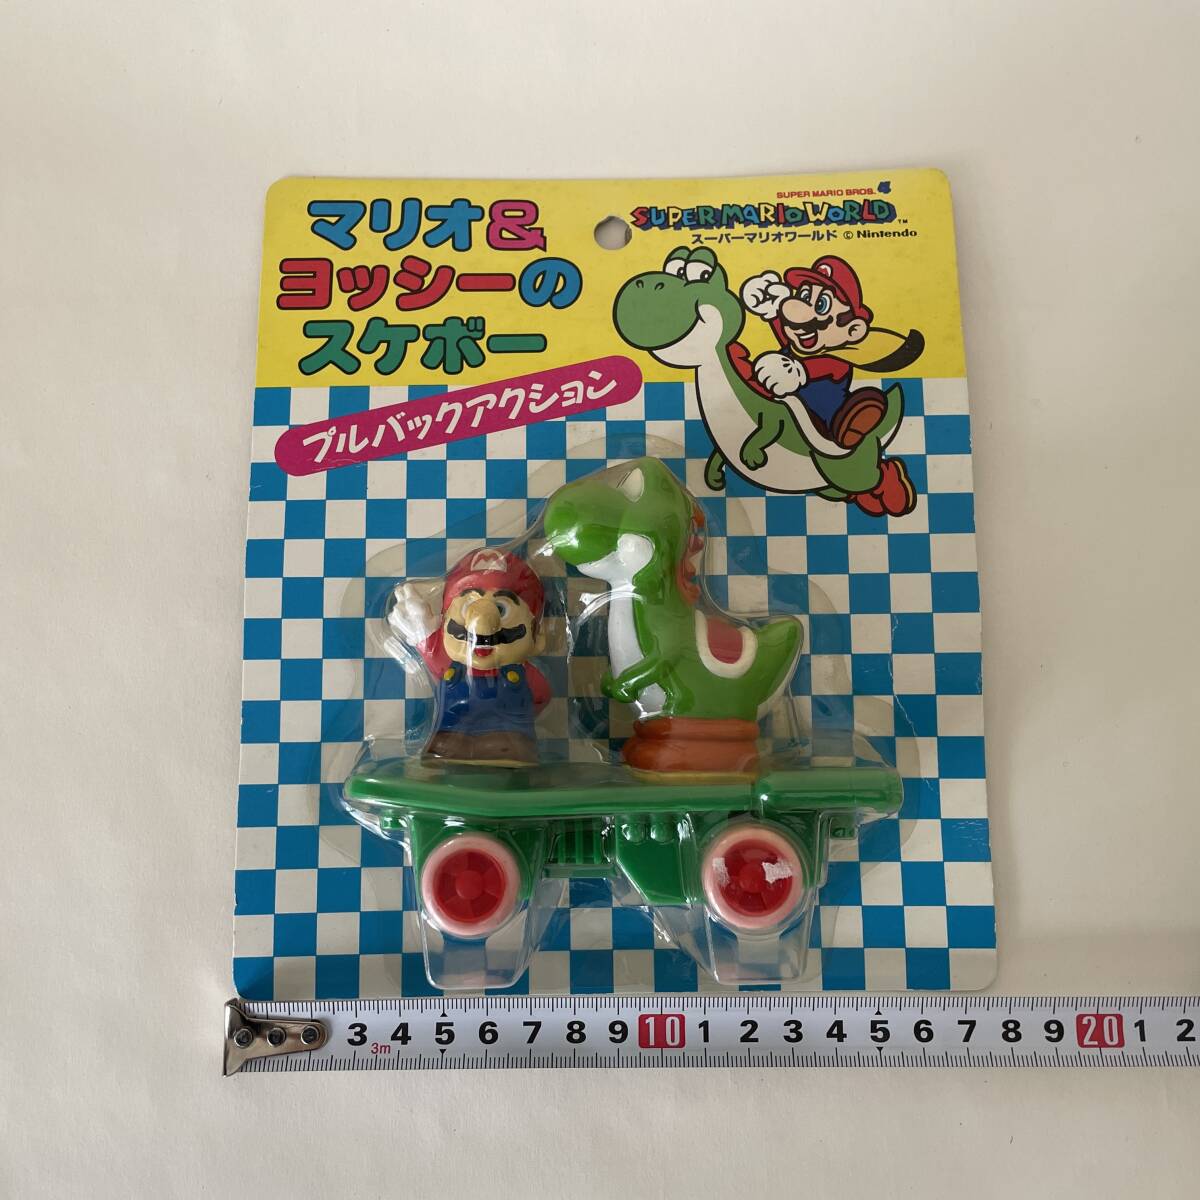 マリオ&
ヨッシーの
スケボー
プルバックアクション
SUPER MARIO BROS. 4
SUPER MARIO WORLD™
スーパーマリオワールド © Nintendo
M
3 4 5 6 7 8 9 10 1 2 3 4 5 6 7 8 9 20 1 2
3m